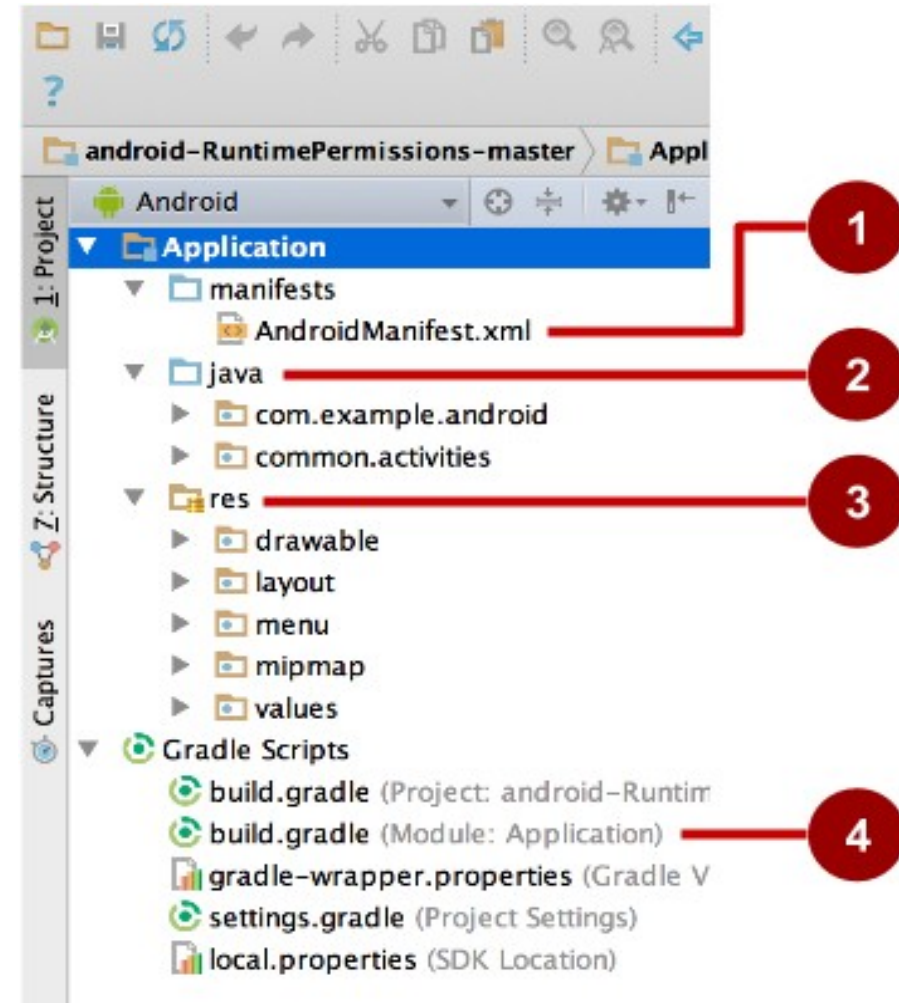 ?
android-RuntimePermissions-master Appl
1: Project
Android
Application
manifests
AndroidManifest.xml
1
java
2
com.example.android
common.activities
7: Structure
res
3
drawable
layout
menu
mipmap
values
Captures
Gradle Scripts
build.gradle (Project: android-Runtim
build.gradle (Module: Application)
4
gradle-wrapper.properties (Gradle V
settings.gradle (Project Settings)
local.properties (SDK Location)